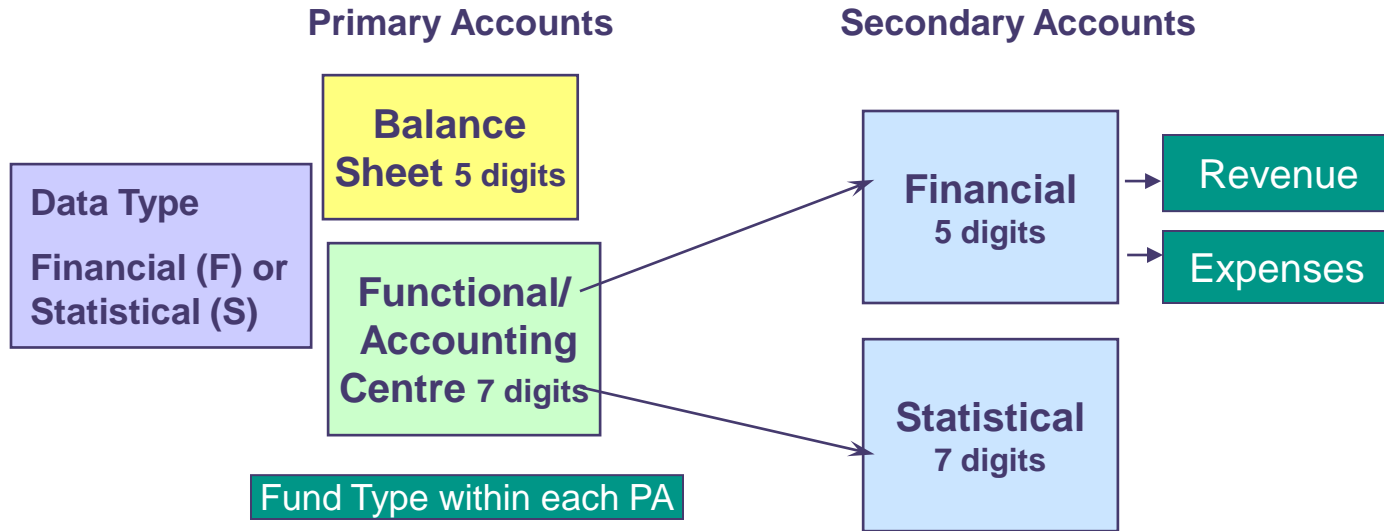 Primary Accounts
Secondary Accounts
Data Type
Financial (F) or
Statistical (S)
Balance
Sheet 5 digits
Functional/
Accounting
Centre 7 digits
Fund Type within each PA
Financial
5 digits
Statistical
7 digits
Revenue
Expenses